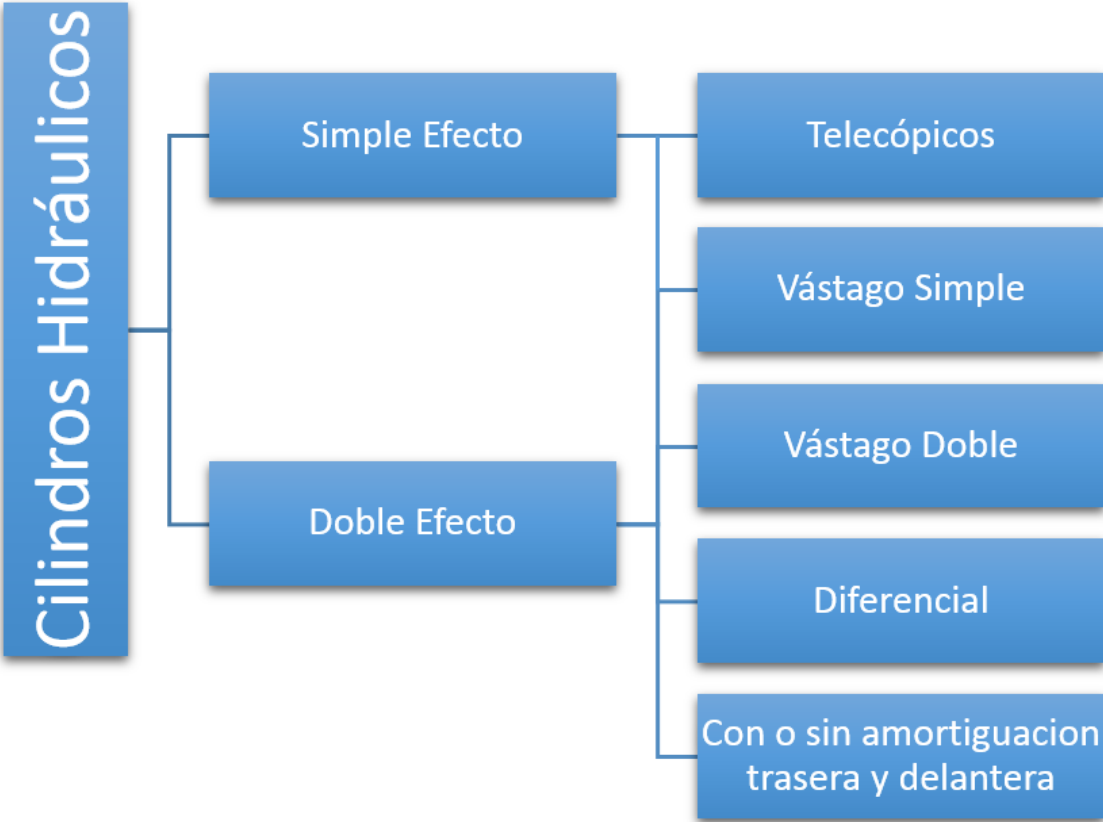 Cilindros Hidráulicos
Simple Efecto
Doble Efecto
Telecópicos
Vástago Simple
Vástago Doble
Diferencial
Con o sin amortiguacion
trasera y delantera